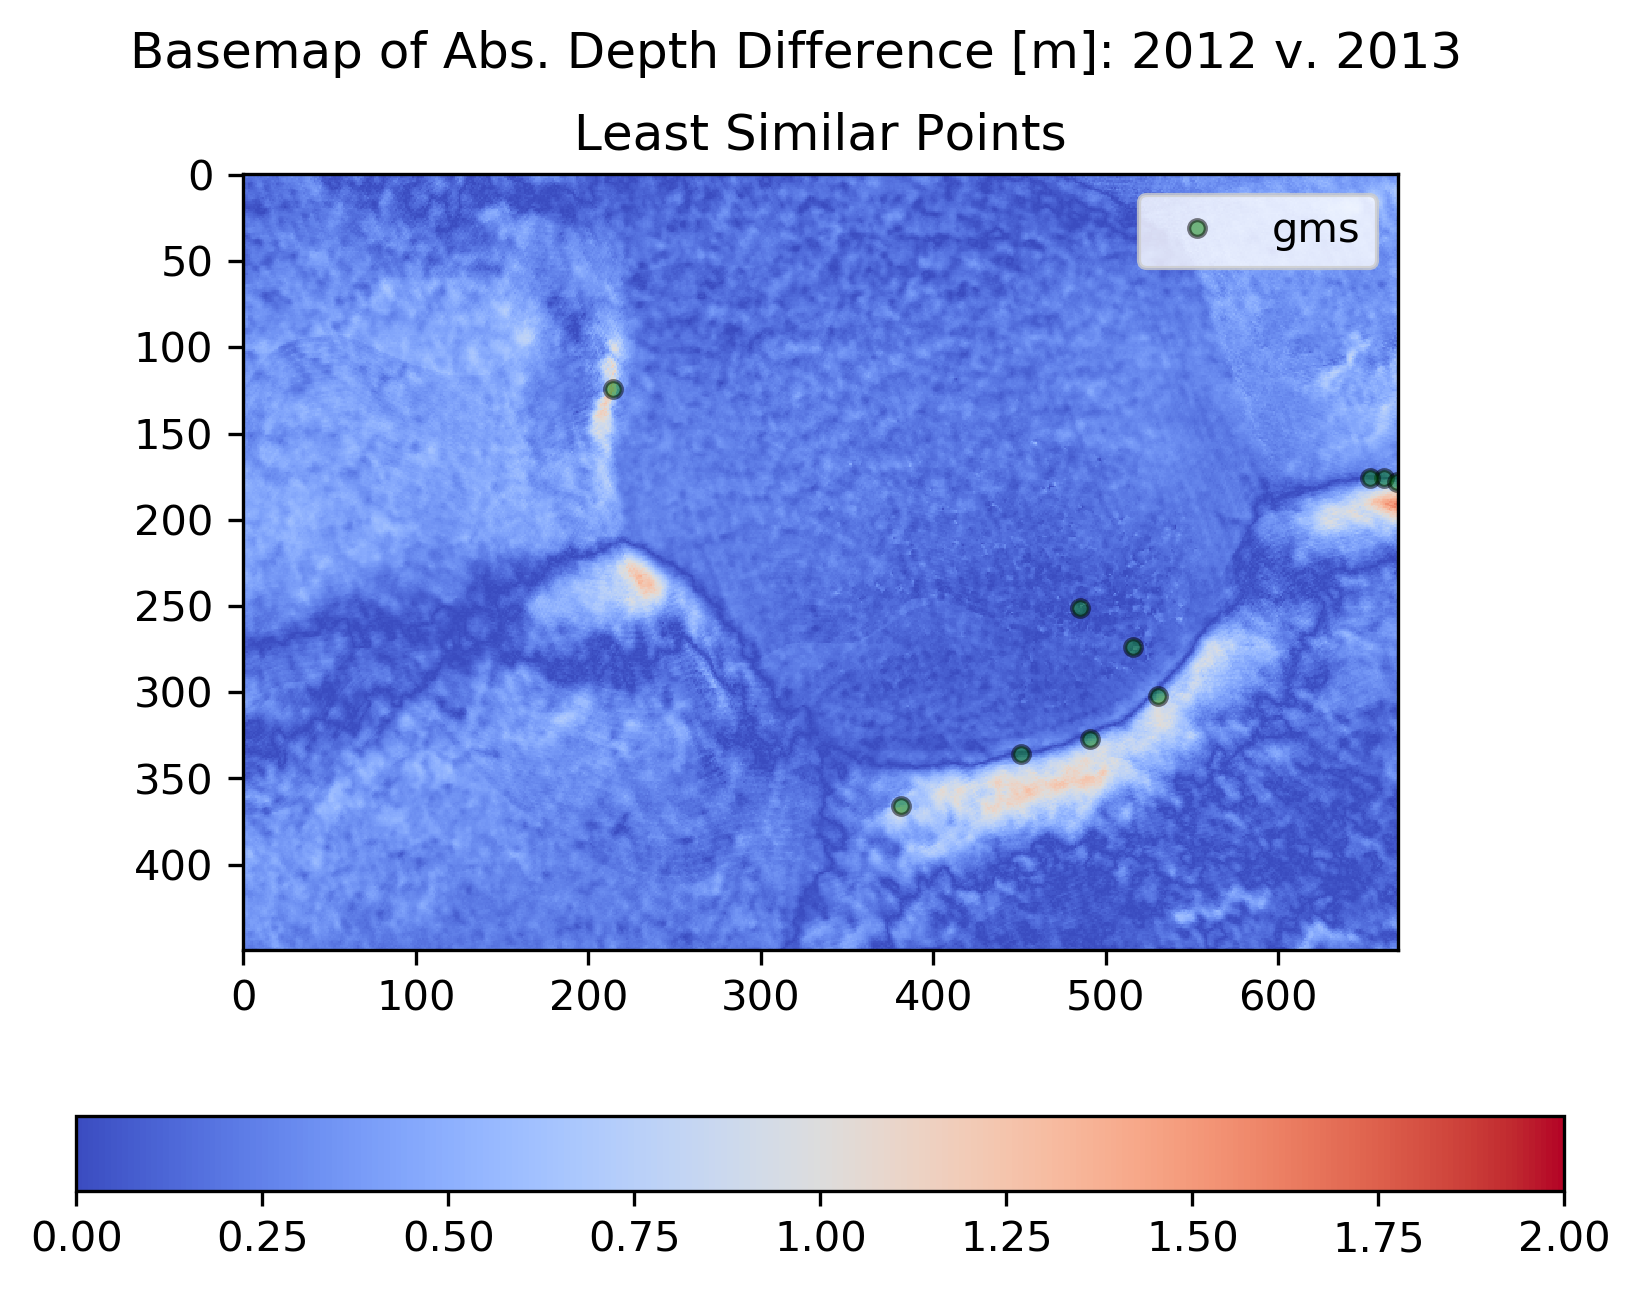 Basemap of Abs. Depth Difference [m]: 2012 v. 2013
Least Similar Points
gms
0
50
100
150
200
250
300
350
400
0 100 200 300 400 500 600
0.00 0.25 0.50 0.75 1.00 1.25 1.50 1.75 2.00